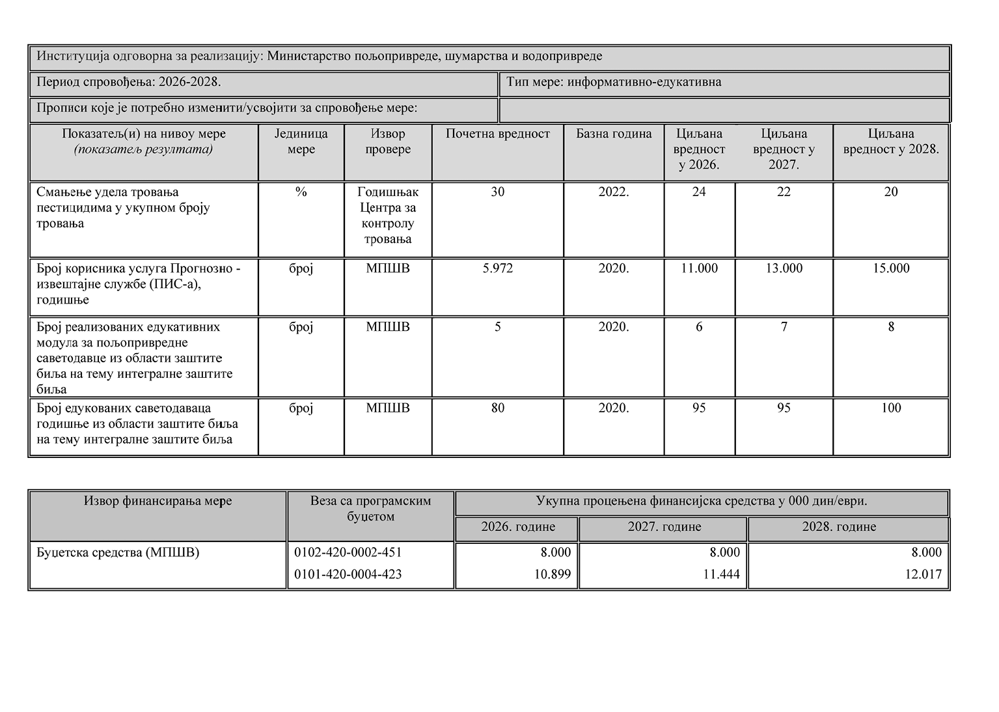 Институција одговорна за реализацију: Министарство пољопривреде, шумарства и водопривреде
Период спровођења: 2026-2028.
Тип мере: информативно-едукативна
Прописи које је потребно изменити/усвојити за спровођење мере:
Показатељ(и) на нивоу мере
(показатељ резултата)
Јединица
мере
Извор
провере
Почетна вредност
Базна година
Циљана
вредност
у 2026.
Циљана
вредност у
2027.
Циљана
вредност у 2028.
Смањење удела тровања
пестицидима у укупном броју
тровања
%
Годишњак
Центра за
контролу
тровања
30
2022.
24
22
20
Број корисника услуга Прогнозно -
извештајне службе (ПИС-а),
годишње
број
МПШВ
5.972
2020.
11.000
13.000
15.000
Број реализованих едукативних
модула за пољопривредне
саветодавце из области заштите
биља на тему интегралне заштите
биља
број
МПШВ
5
2020.
6
7
8
Број едукованих саветодаваца
годишње из области заштите биља
на тему интегралне заштите биља
број
МПШВ
80
2020.
95
95
100
Извор финансирања мере
Веза са програмским
буџетом
Укупна процењена финансијска средства у 000 дин/еври.
2026. године
2027. године
2028. године
Буџетска средства (МПШВ)
0102-420-0002-451
8.000
8.000
8.000
0101-420-0004-423
10.899
11.444
12.017